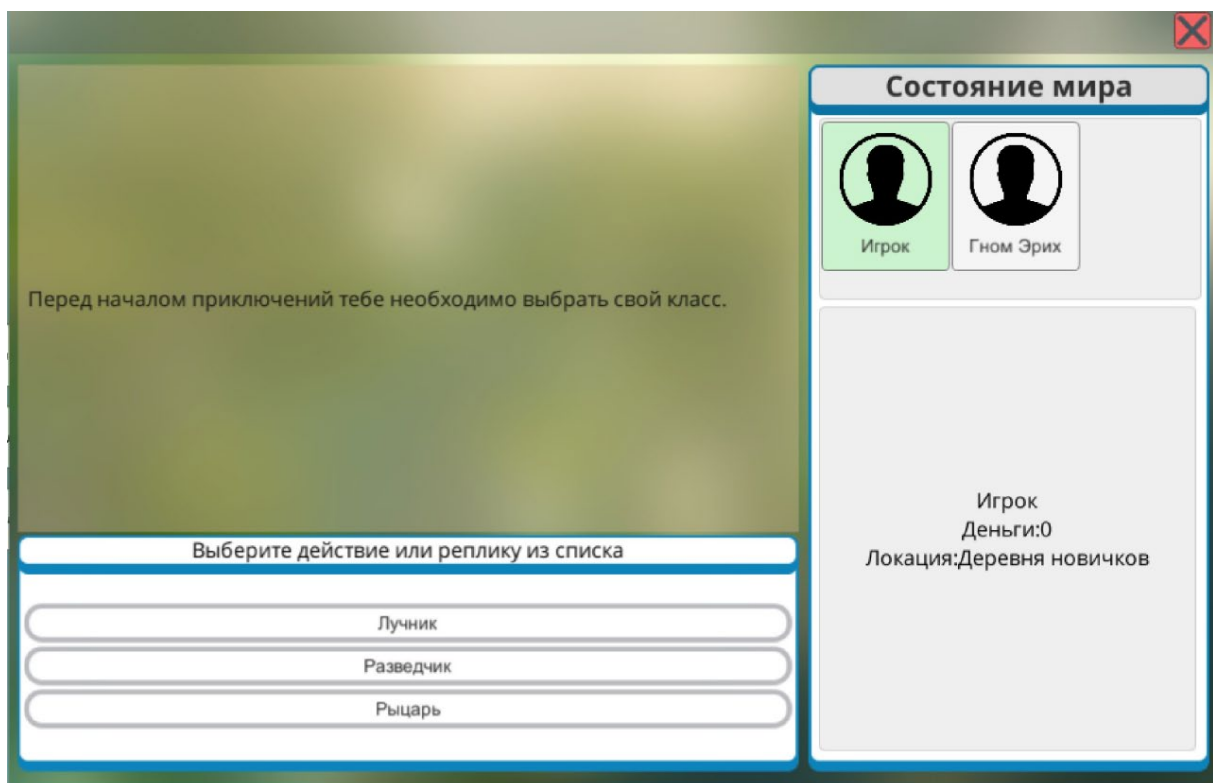 Состояние мира
Игрок
Гном Эрих
Перед началом приключений тебе необходимо выбрать свой класс.
Игрок
Деньги:0
Локация:Деревня новичков
Выберите действие или реплику из списка
Лучник
Разведчик
Рыцарь